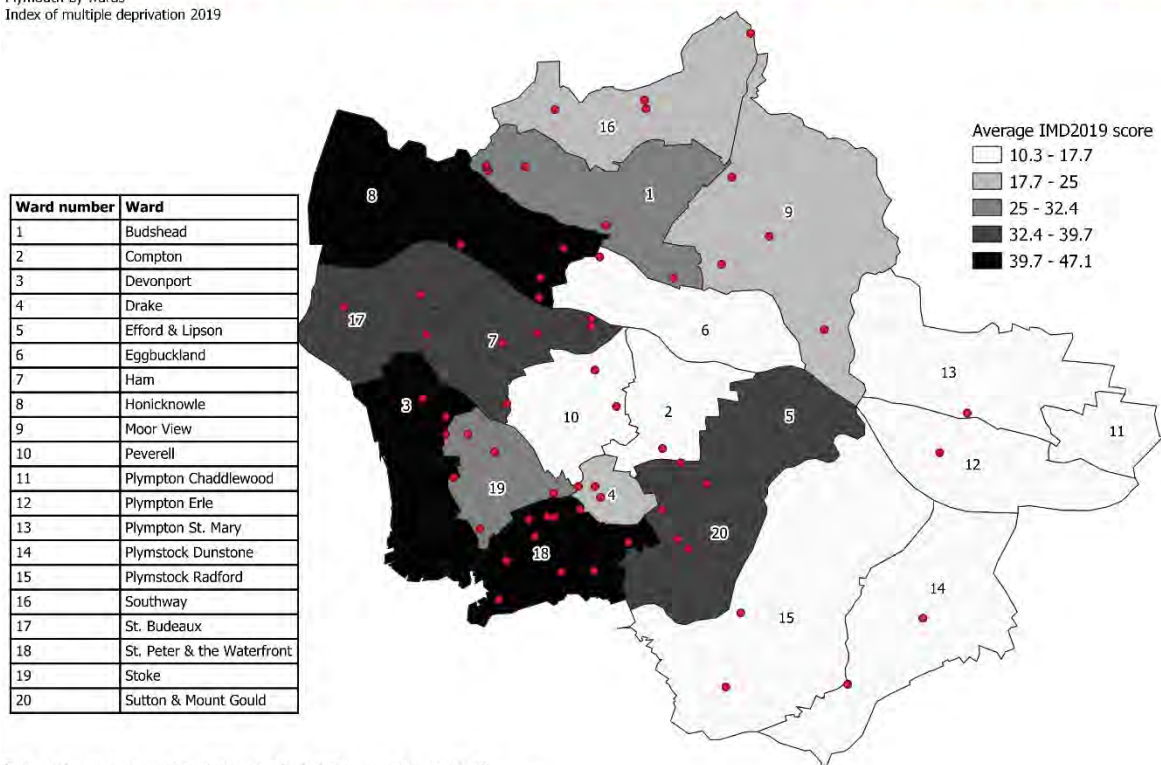 Plymouth by wards
Index of multiple deprivation 2019
Average IMD2019 score
10.3 - 17.7
17.7 - 25
25 - 32.4
32.4 - 39.7
39.7 - 47.1
Ward number Ward
1 Budshead
2 Compton
3 Devonport
4 Drake
5 Efford & Lipson
6 Eggbuckland
7 Ham
8 Honicknowle
9 Moor View
10 Peverell
11 Plympton Chaddlewood
12 Plympton Erle
13 Plympton St. Mary
14 Plymstock Dunstone
15 Plymstock Radford
16 Southway
17 St. Budeaux
18 St. Peter & the Waterfront
19 Stoke
20 Sutton & Mount Gould
16
1
8
9
17
7
6
13
3
10
2
5
11
12
19
4
20
18
14
15